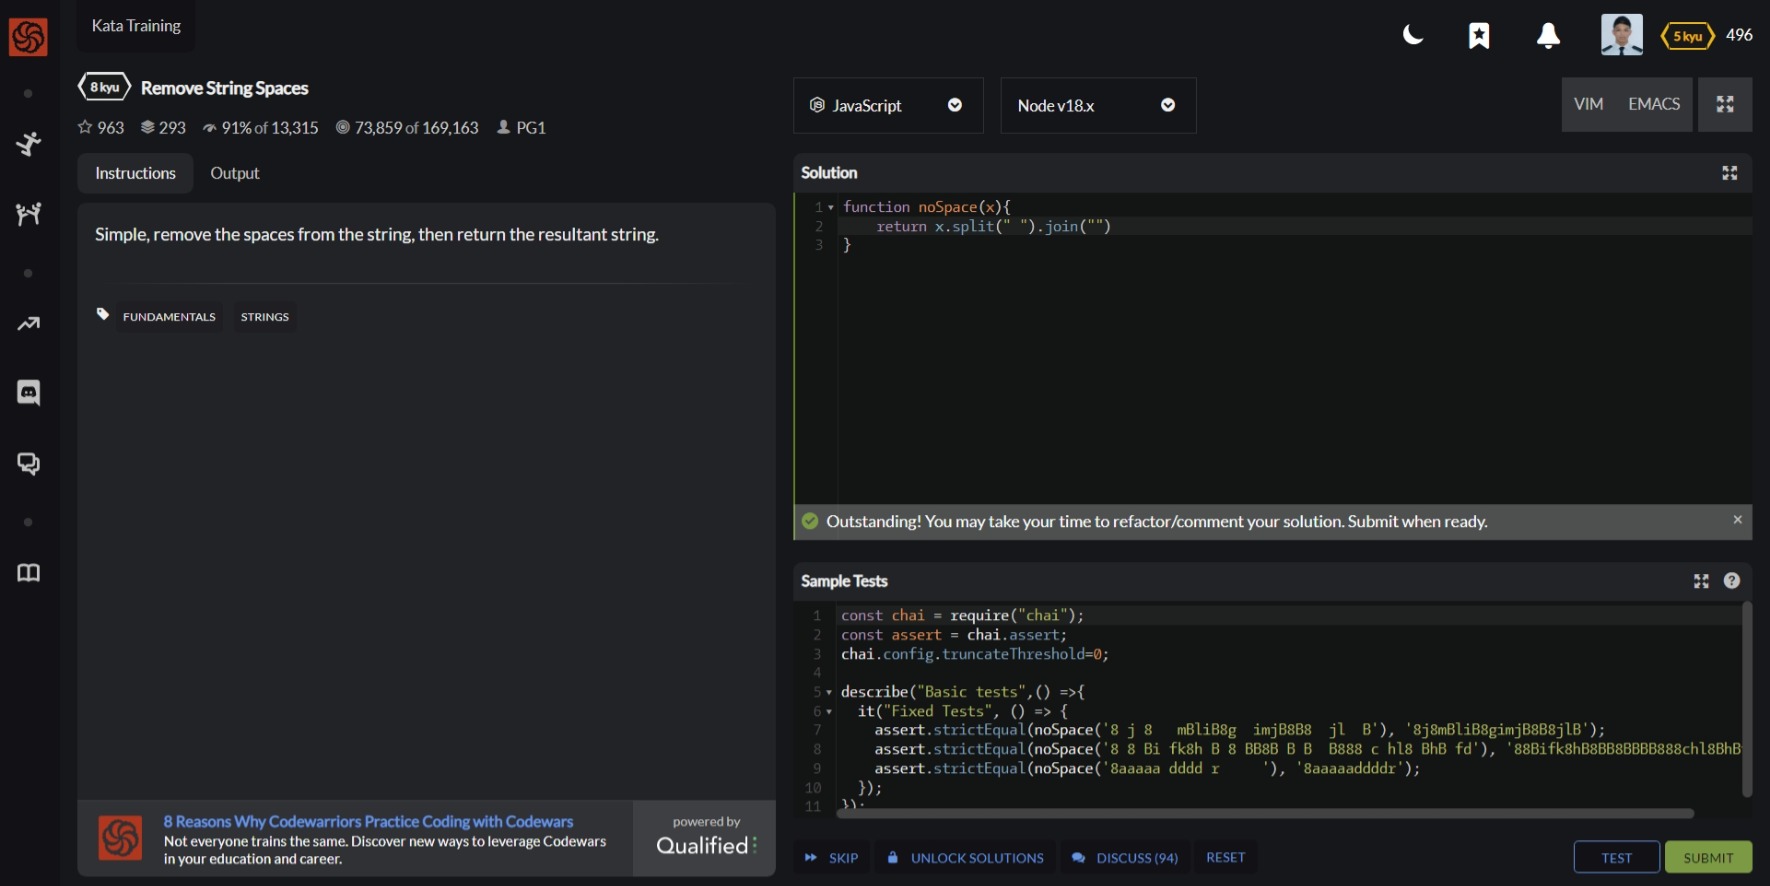 Kata Training
5 kyu 496
8 kyu Remove String Spaces
963 293 91% of 13,315 73,859 of 169,163 PG1
Instructions Output
Simple, remove the spaces from the string, then return the resultant string.
FUNDAMENTALS STRINGS
8 Reasons Why Codewarriors Practice Coding with Codewars
Not everyone trains the same. Discover new ways to leverage Codewars
in your education and career.
powered by
Qualified
JavaScript Node v18.x VIM EMACS
Solution
1 function noSpace(x){
2 return x.split(" ").join("")
3 }
Outstanding! You may take your time to refactor/comment your solution. Submit when ready.
Sample Tests
1 const chai = require("chai");
2 const assert = chai.assert;
3 chai.config.truncateThreshold=0;
4
5 describe("Basic tests",() =>{
6 it("Fixed Tests", () => {
7 assert.strictEqual(noSpace('8 j 8   mBliB8g  imjB8B8  jl  B'), '8j8mBliB8gimjB8B8jlB');
8 assert.strictEqual(noSpace('8 8 Bi fk8h B 8 BB8B B B  B888 c hl8 BhB fd'), '88Bifk8hB8BB8BBBB888chl8BhB
9 assert.strictEqual(noSpace('8aaaaa dddd r     '), '8aaaaaddddr');
10 });
11 });
SKIP UNLOCK SOLUTIONS DISCUSS (94) RESET TEST SUBMIT